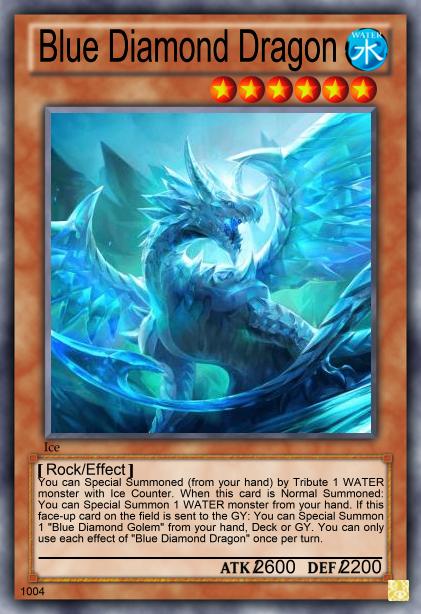 Blue Diamond Dragon
WATER
水
Ice
[ Rock/Effect ]
You can Special Summoned (from your hand) by Tribute 1 WATER
monster with Ice Counter. When this card is Normal Summoned:
You can Special Summon 1 WATER monster from your hand. If this
face-up card on the field is sent to the GY: You can Special Summon
1 "Blue Diamond Golem" from your hand, Deck or GY. You can only
use each effect of "Blue Diamond Dragon" once per turn.
ATK 2600 DEF 2200
1004